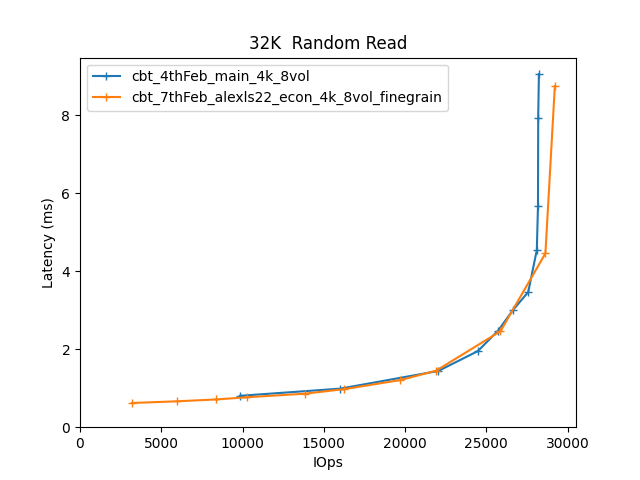 32K  Random Read
cbt_4thFeb_main_4k_8vol
cbt_7thFeb_alexls22_econ_4k_8vol_finegrain
Latency (ms)
8
6
4
2
0
0 5000 10000 15000 20000 25000 30000
IOps